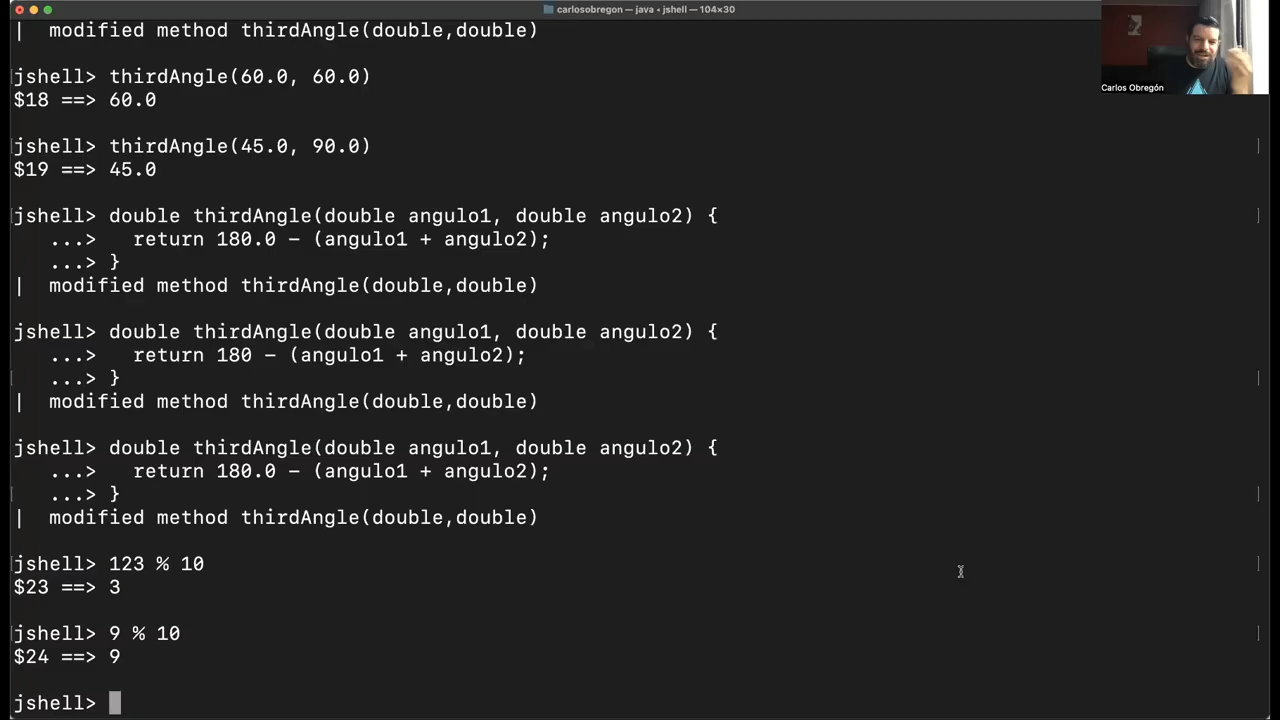 carlosobregon — java ◂ jshell — 104×30
|  modified method thirdAngle(double,double)
Carlos Obregón
jshell> thirdAngle(60.0, 60.0)
$18 ==> 60.0
jshell> thirdAngle(45.0, 90.0)
$19 ==> 45.0
jshell> double thirdAngle(double angulo1, double angulo2) {
   ...>   return 180.0 - (angulo1 + angulo2);
   ...> }
|  modified method thirdAngle(double,double)
jshell> double thirdAngle(double angulo1, double angulo2) {
   ...>   return 180 - (angulo1 + angulo2);
   ...> }
|  modified method thirdAngle(double,double)
jshell> double thirdAngle(double angulo1, double angulo2) {
   ...>   return 180.0 - (angulo1 + angulo2);
   ...> }
|  modified method thirdAngle(double,double)
jshell> 123 % 10
$23 ==> 3
jshell> 9 % 10
$24 ==> 9
jshell>